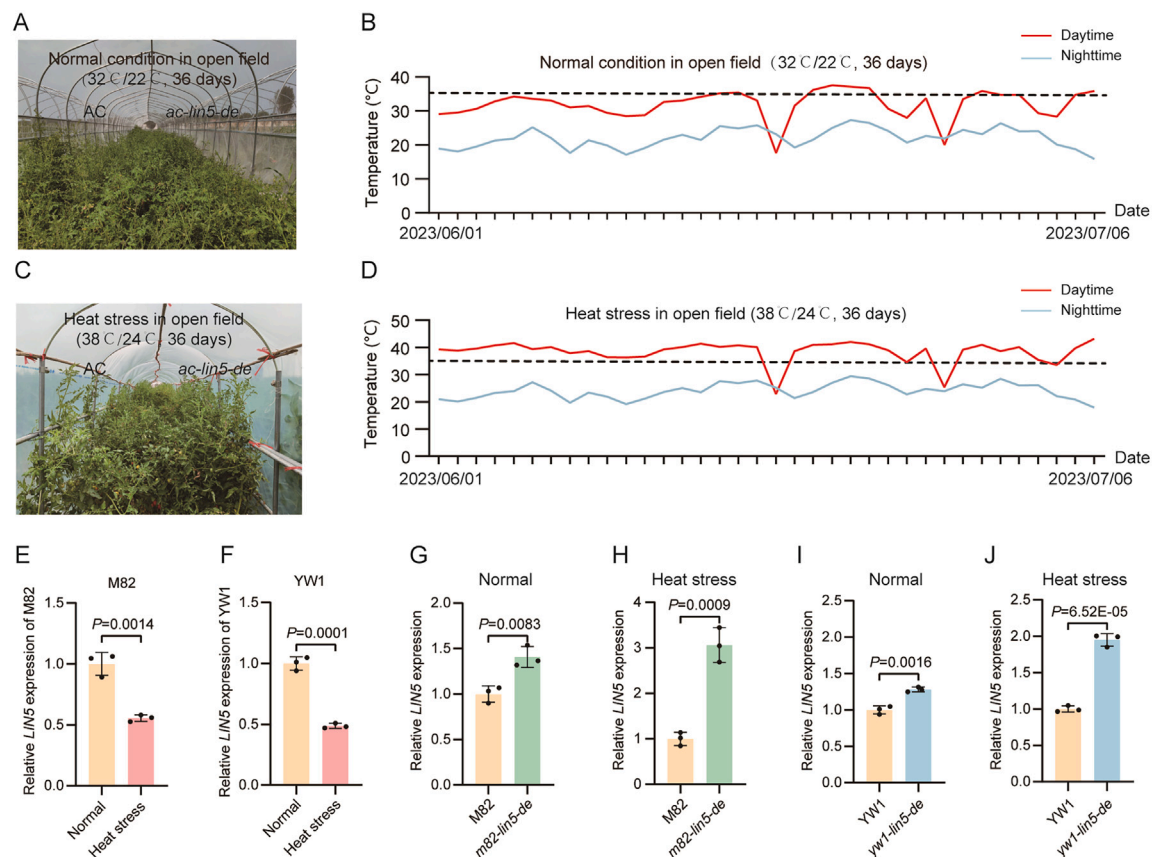 A
Normal condition in open field
(32℃/22℃, 36 days)
AC
ac-lin5-de
B
Daytime
Nighttime
Normal condition in open field (32℃/22℃, 36 days)
Temperature (°C)
40
30
20
10
0
Date
2023/06/01
2023/07/06
C
Heat stress in open field
(38℃/24℃, 36 days)
AC
ac-lin5-de
D
Daytime
Nighttime
Heat stress in open field (38℃/24℃, 36 days)
Temperature (°C)
50
40
30
20
10
0
Date
2023/06/01
2023/07/06
E
M82
Relative LIN5 expression of M82
1.5
1.0
0.5
0.0
P=0.0014
Normal
Heat stress
F
YW1
Relative LIN5 expression of YW1
1.5
1.0
0.5
0.0
P=0.0001
Normal
Heat stress
G
Normal
Relative LIN5 expression
2.0
1.5
1.0
0.5
0.0
P=0.0083
M82
m82-lin5-de
H
Heat stress
Relative LIN5 expression
4
3
2
1
0
P=0.0009
M82
m82-lin5-de
I
Normal
Relative LIN5 expression
2.5
2.0
1.5
1.0
0.5
0.0
P=0.0016
YW1
yw1-lin5-de
J
Heat stress
Relative LIN5 expression
2.5
2.0
1.5
1.0
0.5
0.0
P=6.52E-05
YW1
yw1-lin5-de